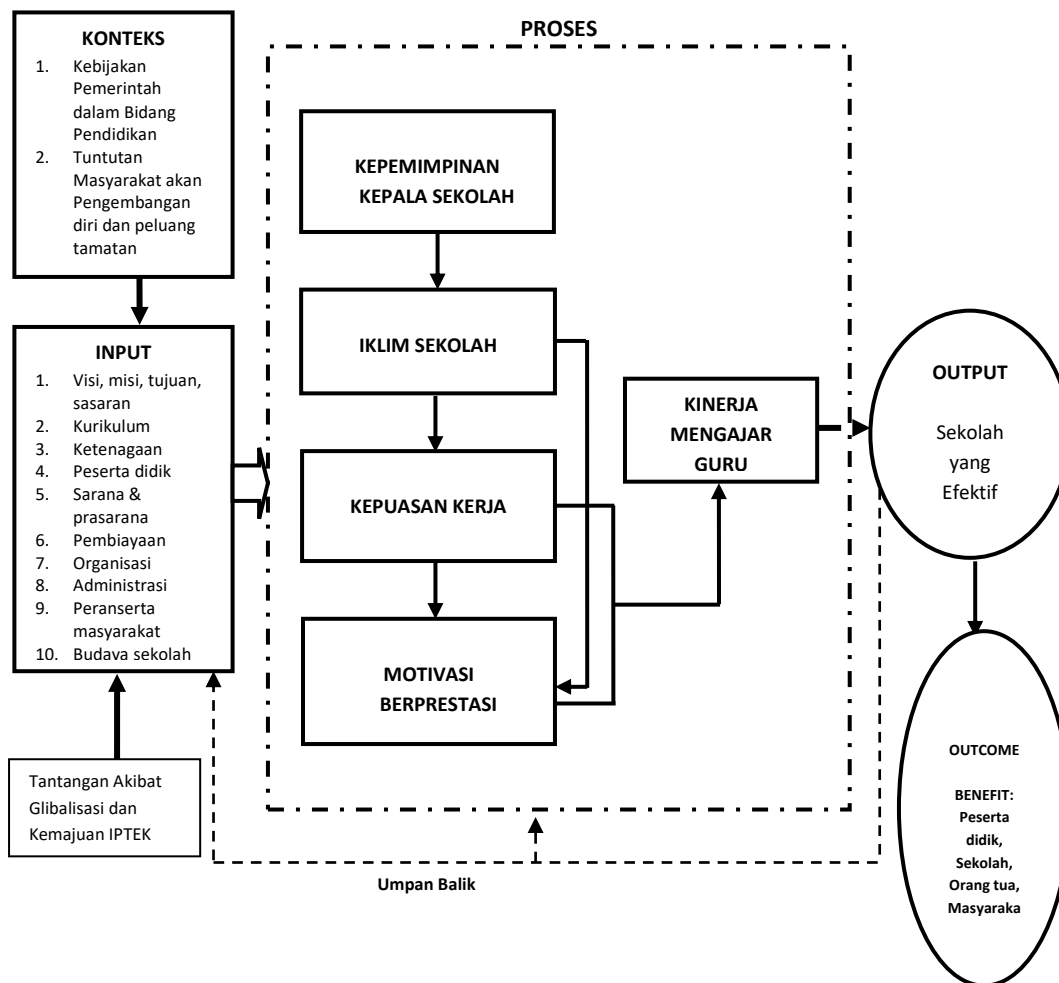 KONTEKS
1. Kebijakan
Pemerintah
dalam Bidang
Pendidikan
2. Tuntutan
Masyarakat akan
Pengembangan
diri dan peluang
tamatan
INPUT
1. Visi, misi, tujuan,
sasaran
2. Kurikulum
3. Ketenagaan
4. Peserta didik
5. Sarana &
prasarana
6. Pembiayaan
7. Organisasi
8. Administrasi
9. Peranserta
masyarakat
10. Budava sekolah
Tantangan Akibat
Glibalisasi dan
Kemajuan IPTEK
PROSES
KEPEMIMPINAN
KEPALA SEKOLAH
IKLIM SEKOLAH
KEPUASAN KERJA
MOTIVASI
BERPRESTASI
KINERJA
MENGAJAR
GURU
OUTPUT
Sekolah
yang
Efektif
OUTCOME
BENEFIT:
Peserta
didik,
Sekolah,
Orang tua,
Masyaraka
Umpan Balik